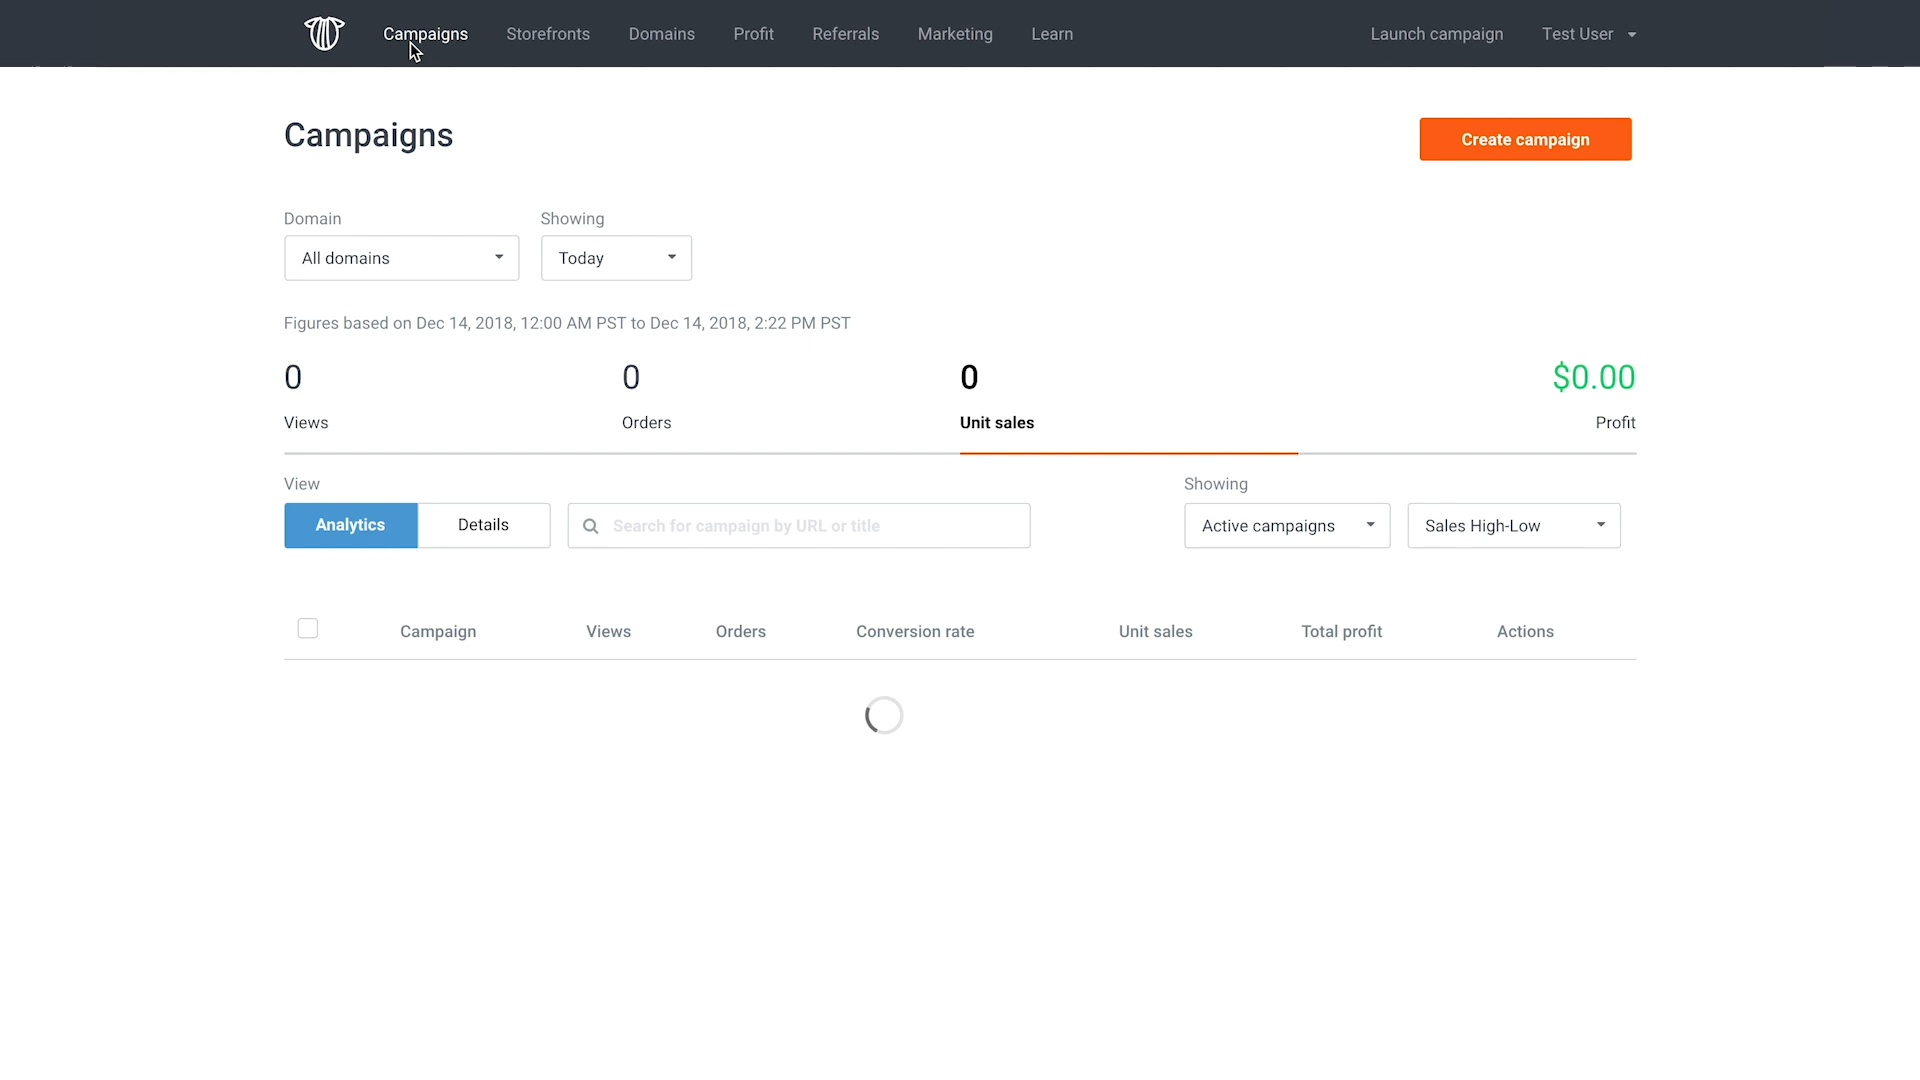 Campaigns Storefronts Domains Profit Referrals Marketing Learn Launch campaign Test User
Campaigns
Create campaign
Domain Showing
All domains Today
Figures based on Dec 14, 2018, 12:00 AM PST to Dec 14, 2018, 2:22 PM PST
0 0 0 $0.00
Views Orders Unit sales Profit
View Showing
Analytics Details Search for campaign by URL or title Active campaigns Sales High-Low
Campaign Views Orders Conversion rate Unit sales Total profit Actions